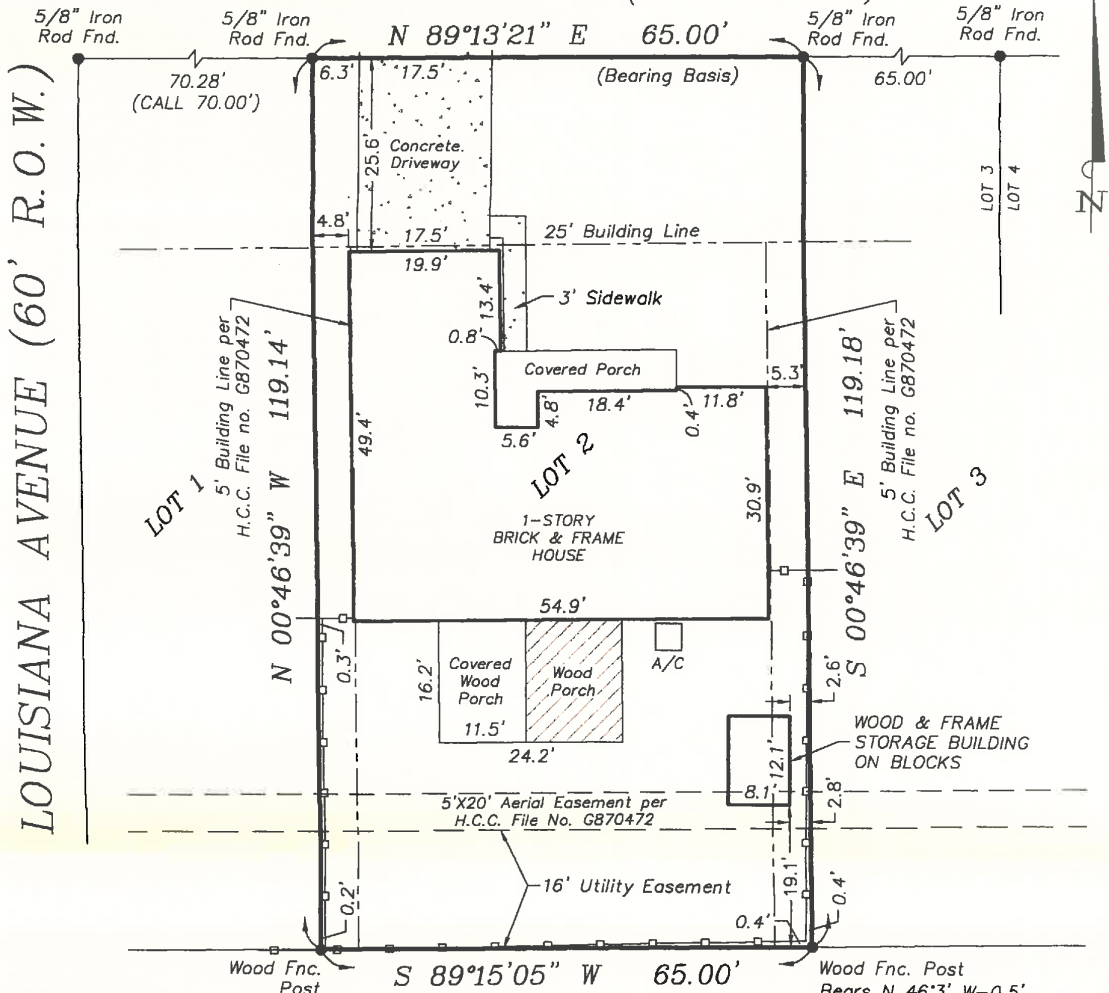 5/8" Iron
Rod Fnd.
5/8" Iron
Rod Fnd.
N 89°13'21" E 65.00'
5/8" Iron
Rod Fnd.
5/8" Iron
Rod Fnd.
70.28'
(CALL 70.00')
6.3'
17.5'
(Bearing Basis)
65.00'
LOUISIANA AVENUE (60' R.O.W.)
25.6'
Concrete
Driveway
LOT 3
LOT 4
N
4.8'
17.5'
25' Building Line
19.9'
13.4'
3' Sidewalk
5' Building Line per
H.C.C. File no. G870472
0.8'
Covered Porch
5.3'
5' Building Line per
H.C.C. File no. G870472
N 00°46'39" W 119.14'
S 00°46'39" E 119.18'
10.3'
4.8'
18.4'
0.4'
11.8'
5.6'
49.4'
LOT 1
LOT 2
LOT 3
30.9'
1-STORY
BRICK & FRAME
HOUSE
54.9'
0.3'
16.2'
Covered
Wood
Porch
Wood
Porch
A/C
11.5'
24.2'
2.6'
WOOD & FRAME
STORAGE BUILDING
ON BLOCKS
12.1'
8.1'
2.8'
5'X20' Aerial Easement per
H.C.C. File No. G870472
16' Utility Easement
19.1'
0.2'
0.4'
0.4'
Wood Fnc.
Post
S 89°15'05" W 65.00'
Wood Fnc. Post
Bears N 46°3' W-0.5'